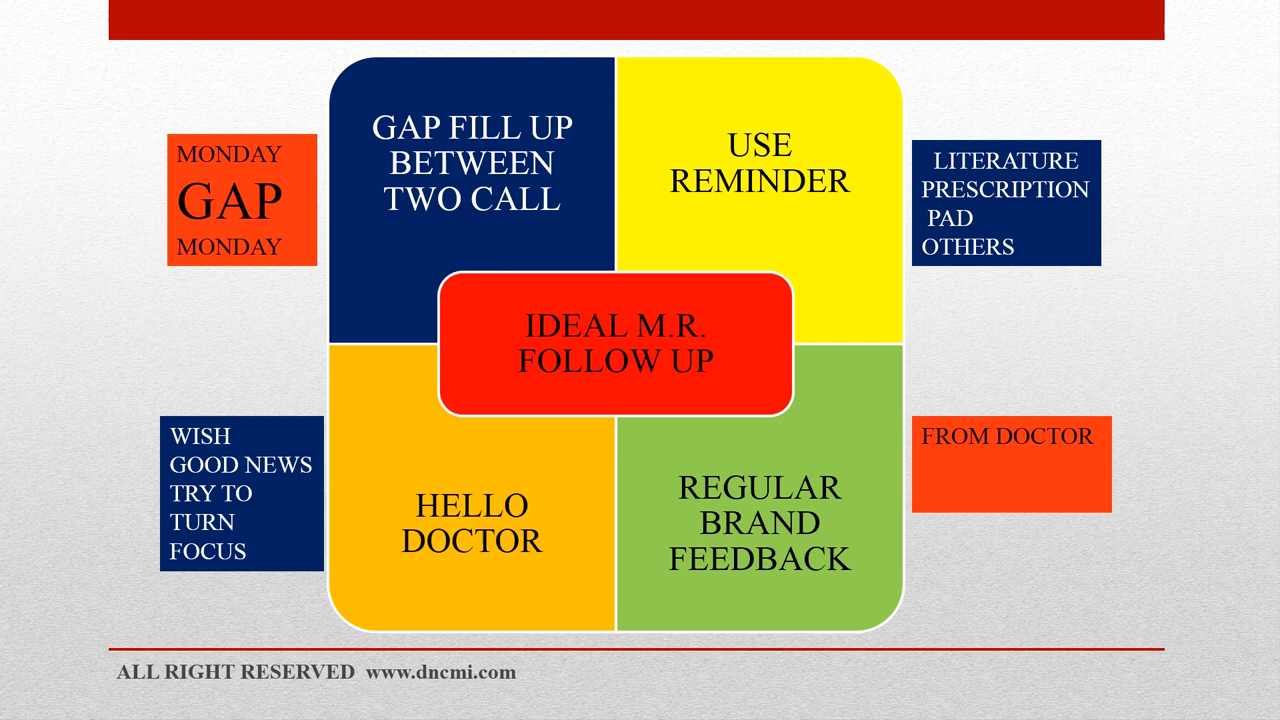 MONDAY
GAP
MONDAY
GAP FILL UP
BETWEEN
TWO CALL
USE
REMINDER
LITERATURE
PRESCRIPTION
PAD
OTHERS
IDEAL M.R.
FOLLOW UP
WISH
GOOD NEWS
TRY TO
TURN
FOCUS
HELLO
DOCTOR
REGULAR
BRAND
FEEDBACK
FROM DOCTOR
ALL RIGHT RESERVED www.dncmi.com